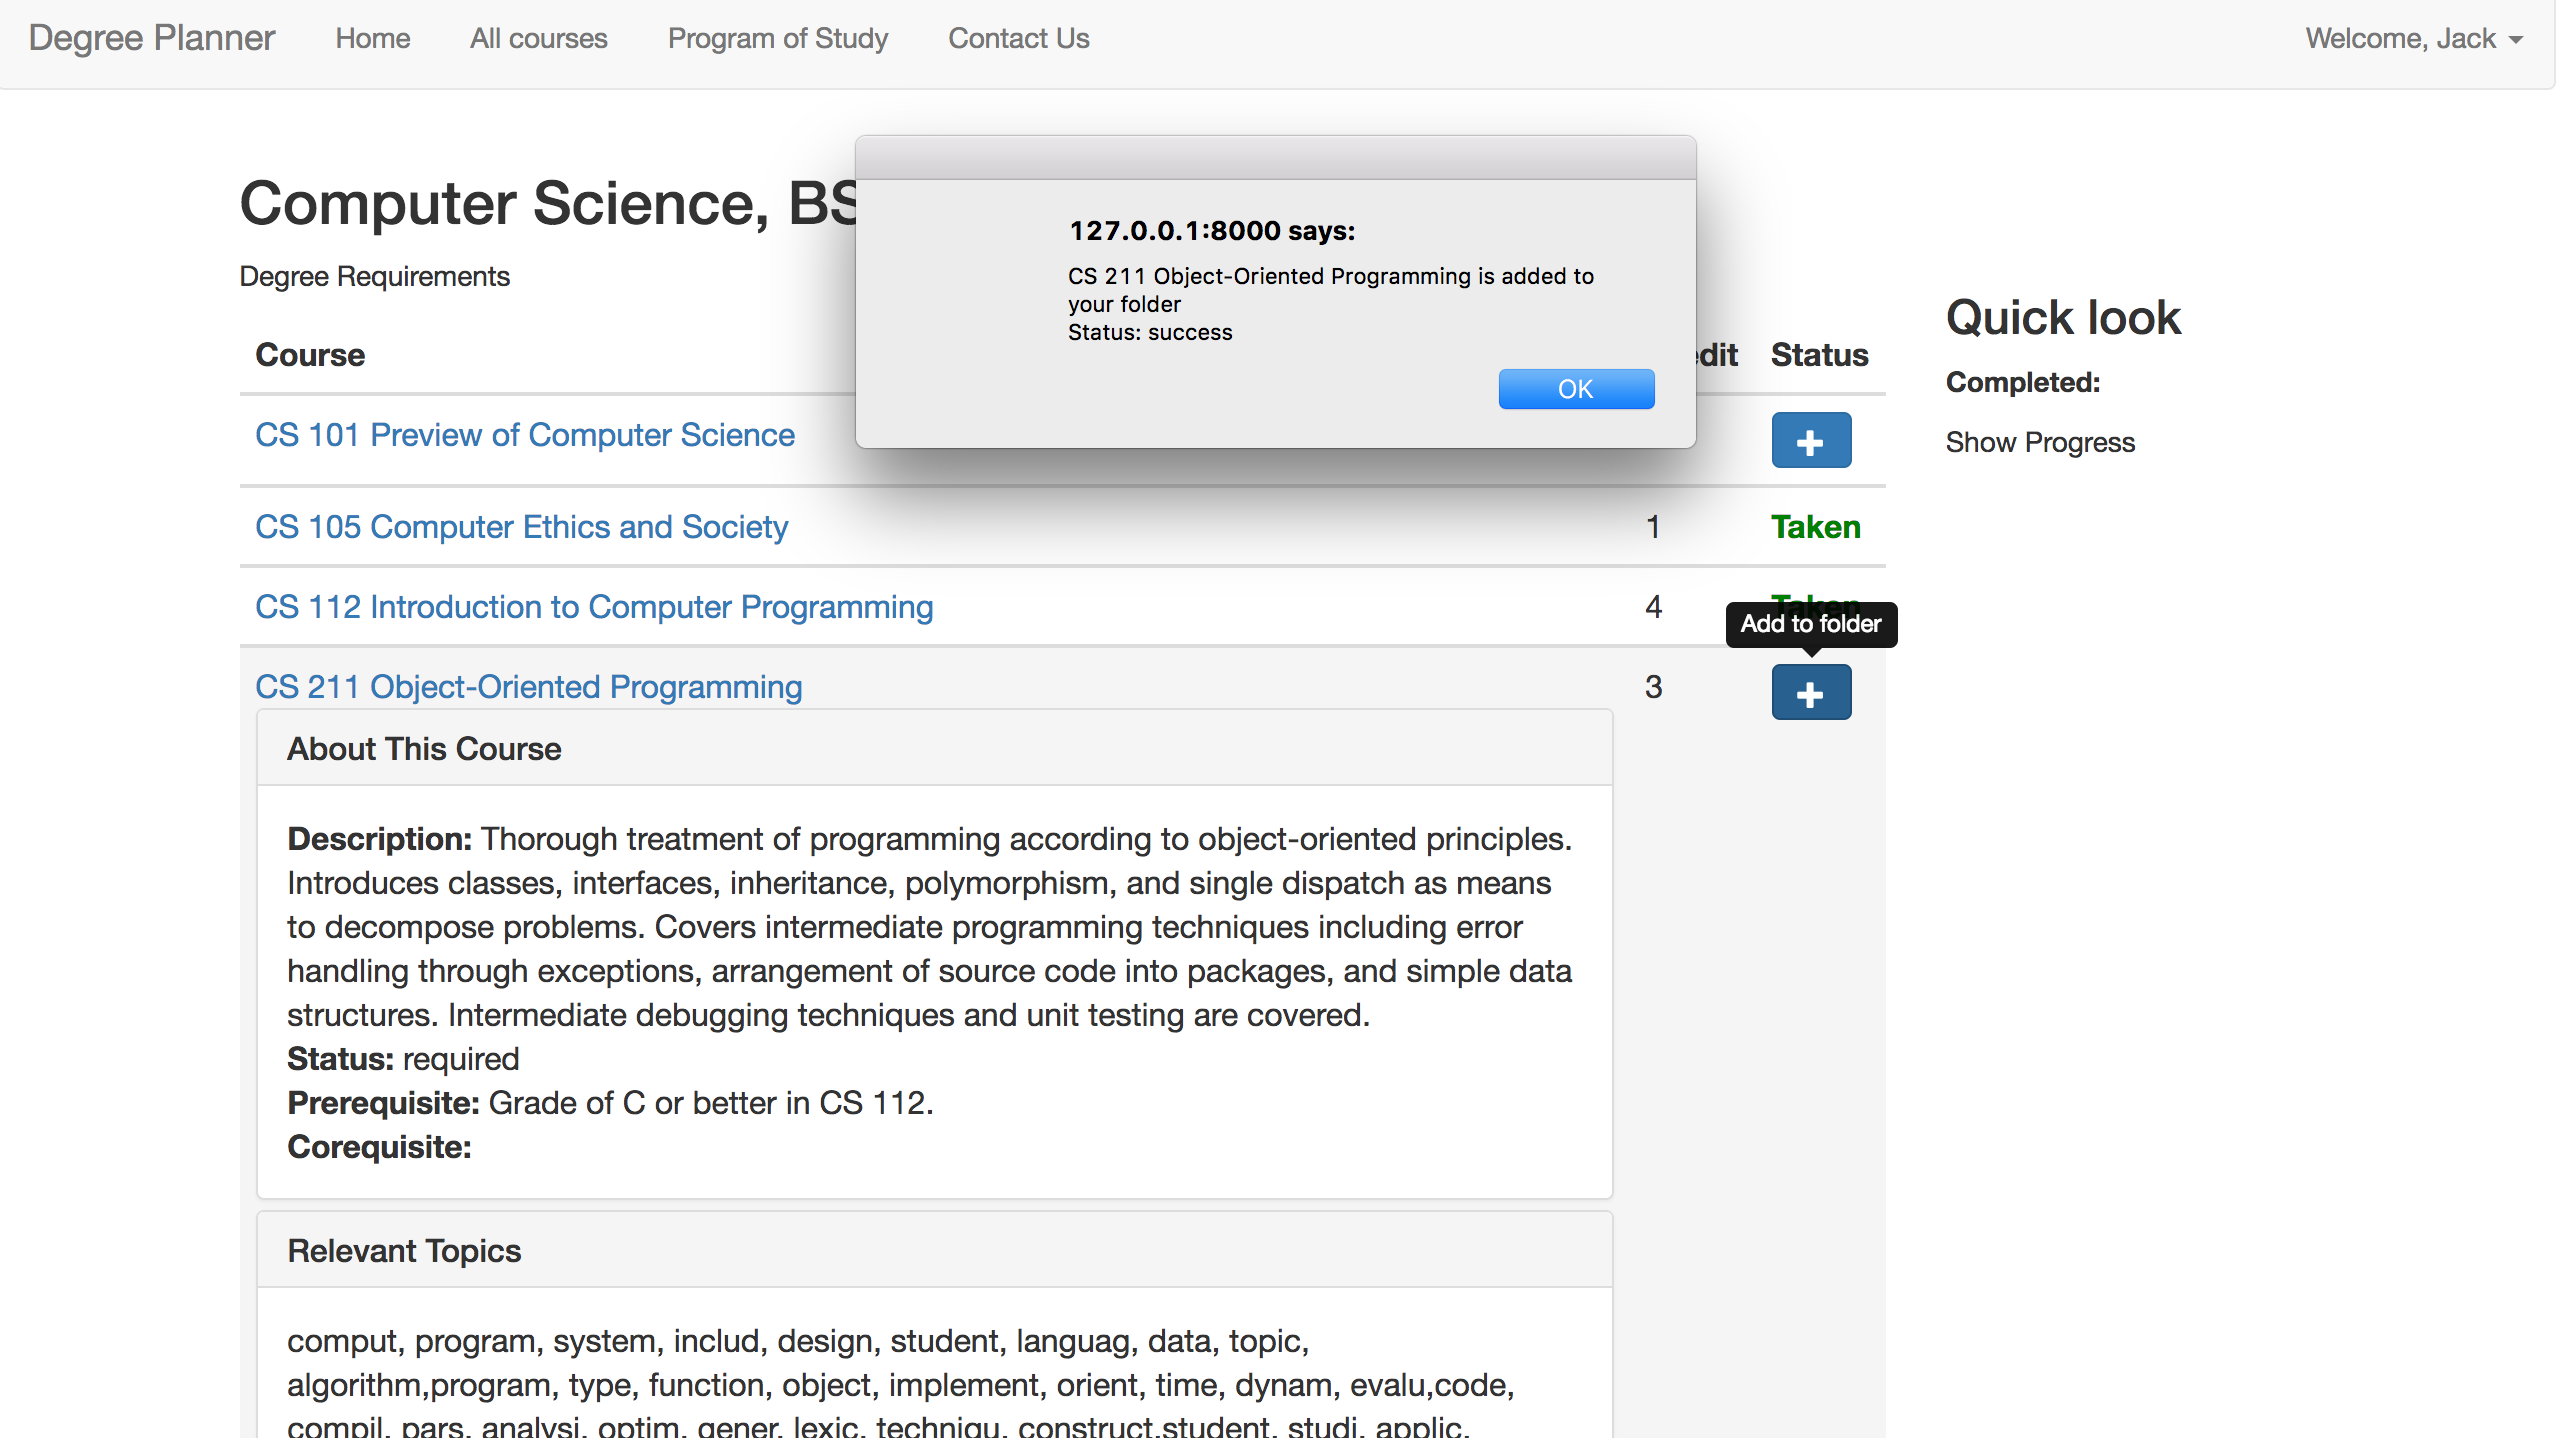 Degree Planner Home All courses Program of Study Contact Us Welcome, Jack
Computer Science, BS
Degree Requirements
127.0.0.1:8000 says:
CS 211 Object-Oriented Programming is added to
your folder
Status: success
OK
Course Status
CS 101 Preview of Computer Science
CS 105 Computer Ethics and Society 1 Taken
CS 112 Introduction to Computer Programming 4 Taken
Add to folder
CS 211 Object-Oriented Programming 3
About This Course
Description: Thorough treatment of programming according to object-oriented principles.
Introduces classes, interfaces, inheritance, polymorphism, and single dispatch as means
to decompose problems. Covers intermediate programming techniques including error
handling through exceptions, arrangement of source code into packages, and simple data
structures. Intermediate debugging techniques and unit testing are covered.
Status: required
Prerequisite: Grade of C or better in CS 112.
Corequisite:
Relevant Topics
comput, program, system, includ, design, student, languag, data, topic,
algorithm,program, type, function, object, implement, orient, time, dynam, evalu,code,
compil, pars, analysi, optim, gener, lexic, techniqu, construct,student, studi, applic,
Quick look
Completed:
Show Progress